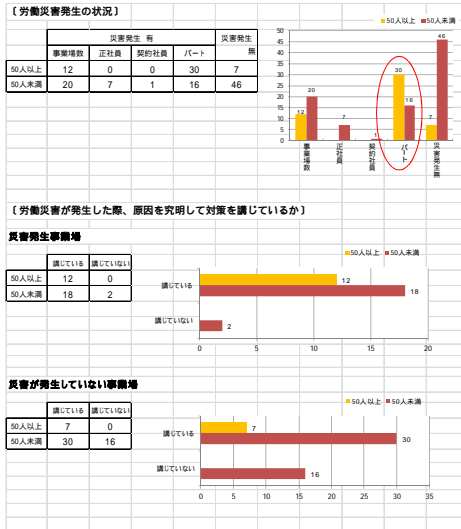 〔 労働災害発生の状況 〕
災害発生 有 災害発生無
事業場数 正社員 契約社員 パート
50人以上 12 0 0 30 7
50人未満 20 7 1 16 46
50人以上 50人未満
50
45
40
35
30
25
20
15
10
5
0
12 20 7 1 30 16 7 46
事業場数 正社員 契約社員 パート 災害発生無
〔 労働災害が発生した際、原因を究明して対策を講じているか 〕
災害発生事業場
講じている 講じていない
50人以上 12 0
50人未満 18 2
50人以上 50人未満
講じている 12 18
講じていない 2
0 5 10 15 20
災害が発生していない事業場
講じている 講じていない
50人以上 7 0
50人未満 30 16
50人以上 50人未満
講じている 7 30
講じていない 16
0 5 10 15 20 25 30 35